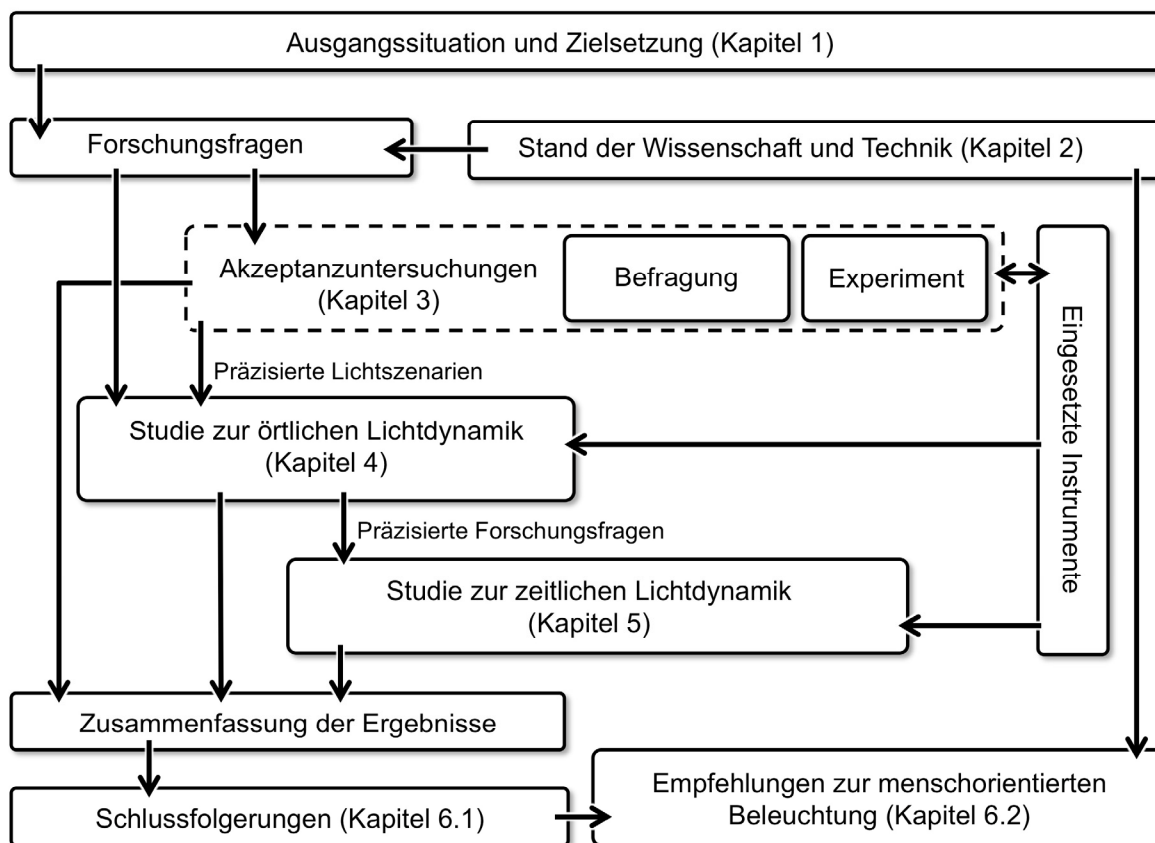 Ausgangssituation und Zielsetzung (Kapitel 1)
Forschungsfragen
Stand der Wissenschaft und Technik (Kapitel 2)
Akzeptanzuntersuchungen
(Kapitel 3)
Befragung
Experiment
Eingesetzte Instrumente
Präzisierte Lichtszenarien
Studie zur örtlichen Lichtdynamik
(Kapitel 4)
Präzisierte Forschungsfragen
Studie zur zeitlichen Lichtdynamik
(Kapitel 5)
Zusammenfassung der Ergebnisse
Schlussfolgerungen (Kapitel 6.1)
Empfehlungen zur menschorientierten
Beleuchtung (Kapitel 6.2)